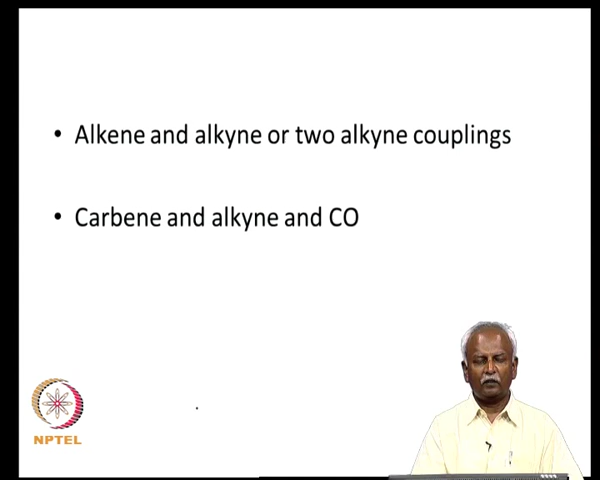 • Alkene and alkyne or two alkyne couplings
• Carbene and alkyne and CO
NPTEL